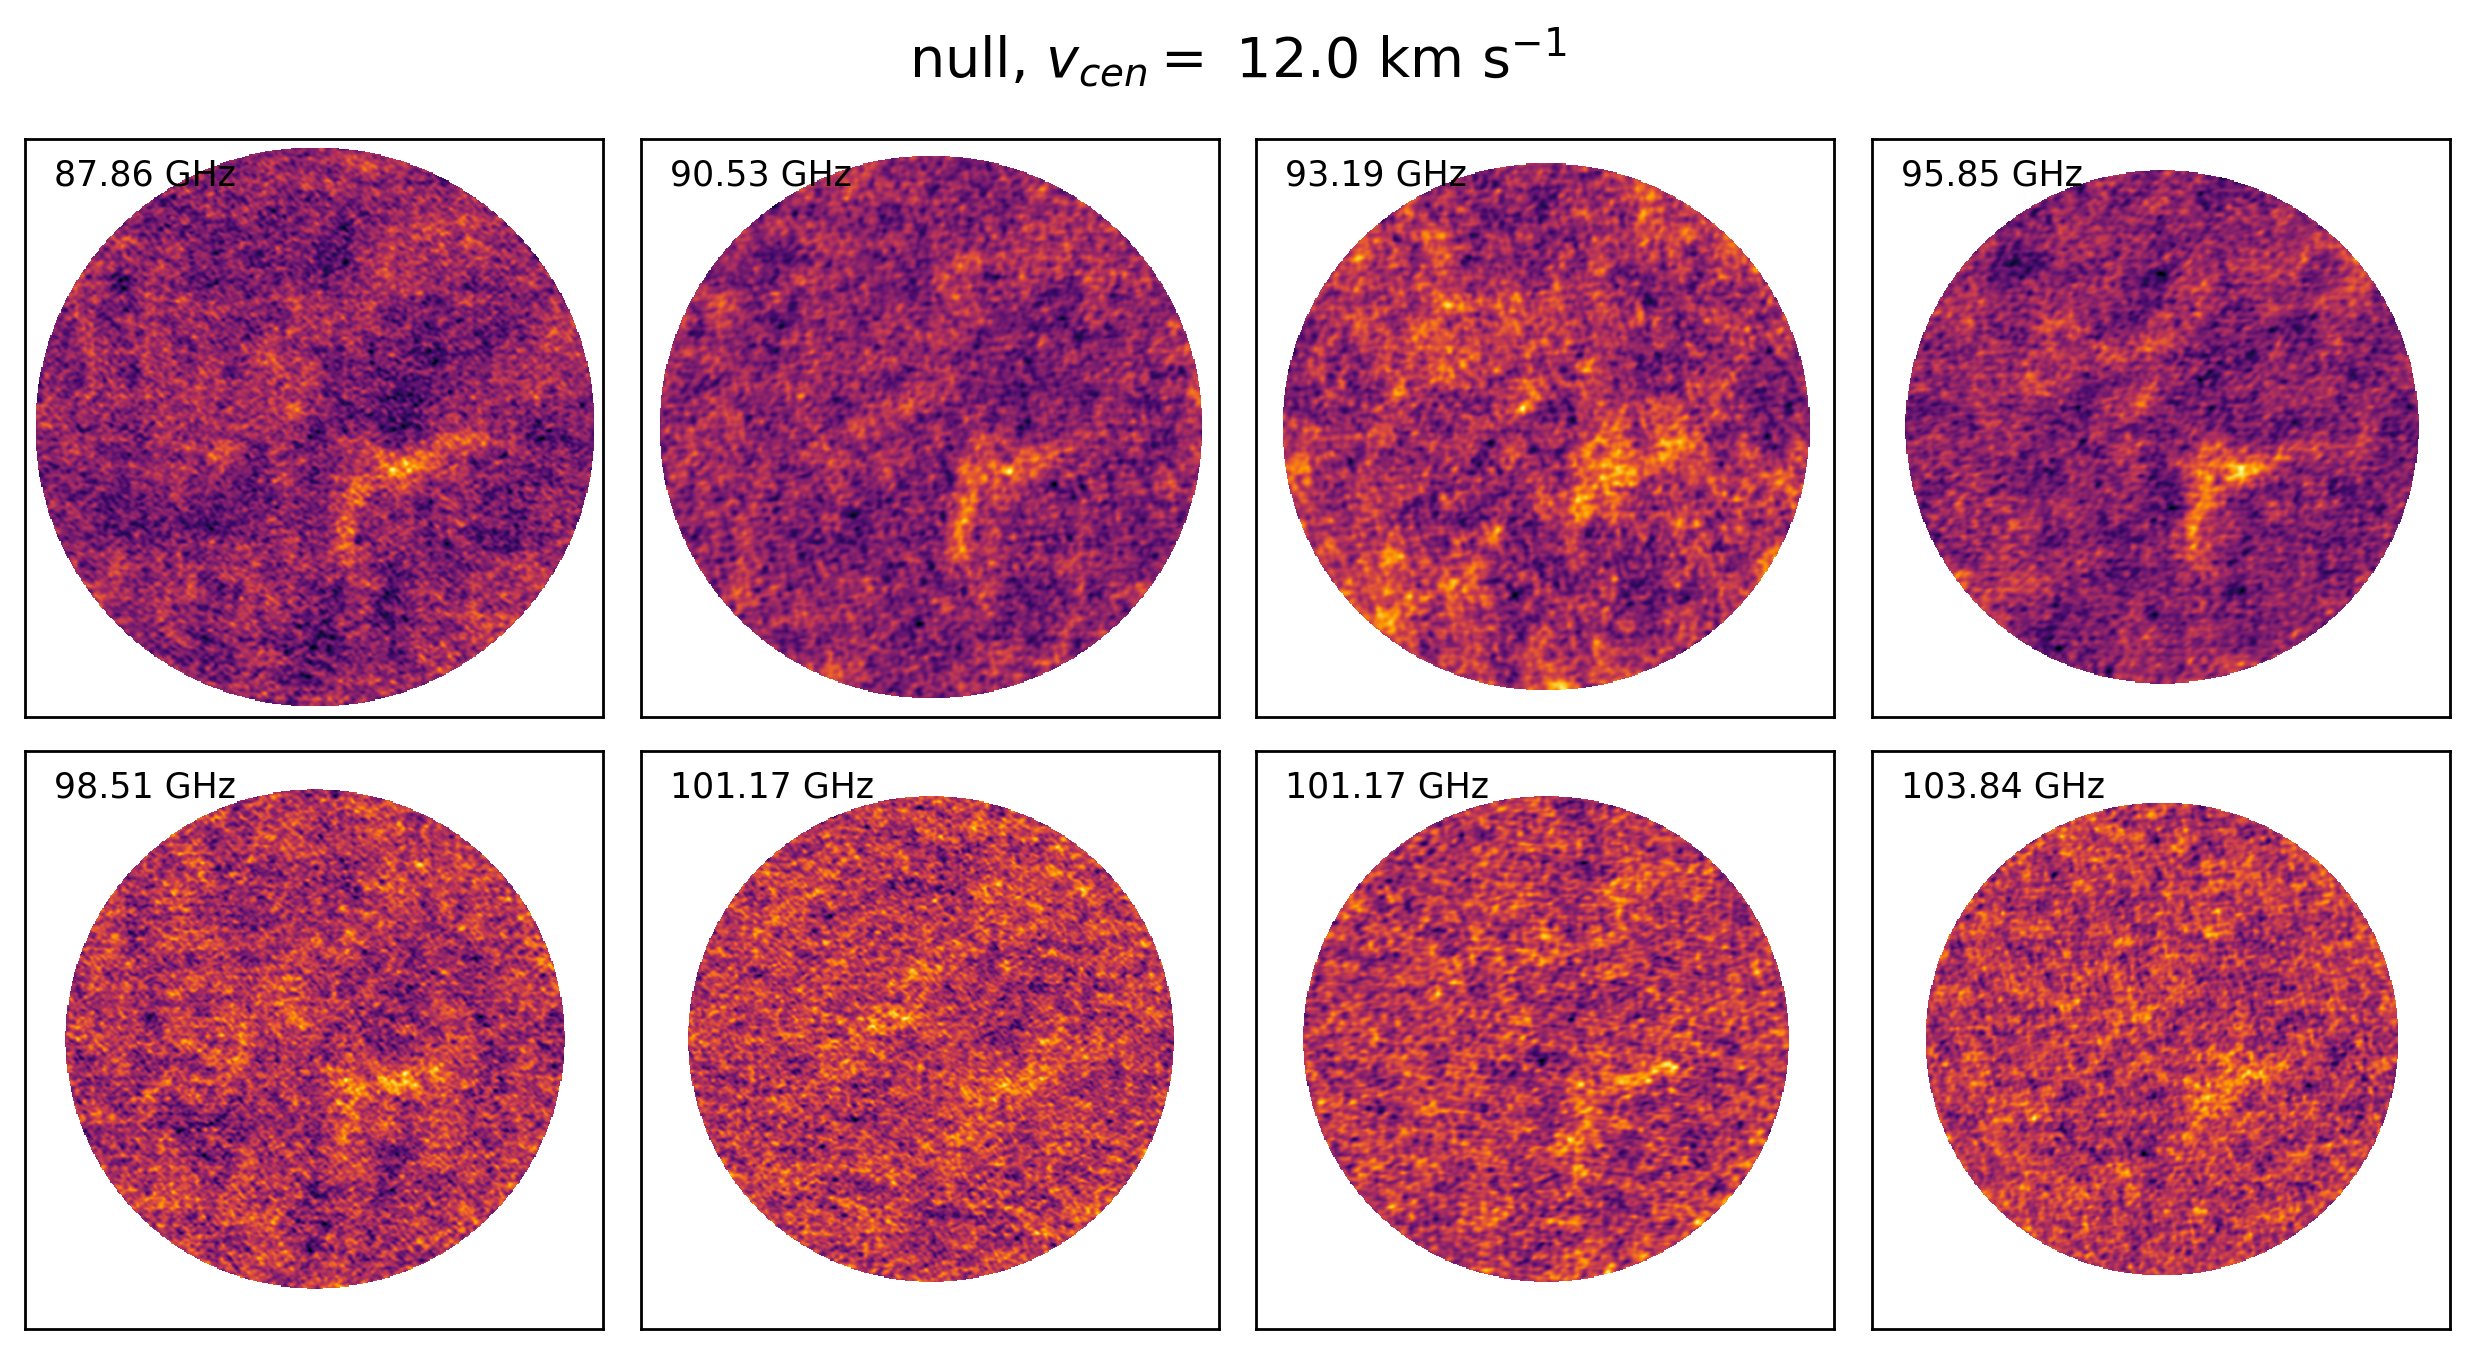 null, v_cen = 12.0 km s⁻¹
87.86 GHz
90.53 GHz
93.19 GHz
95.85 GHz
98.51 GHz
101.17 GHz
101.17 GHz
103.84 GHz